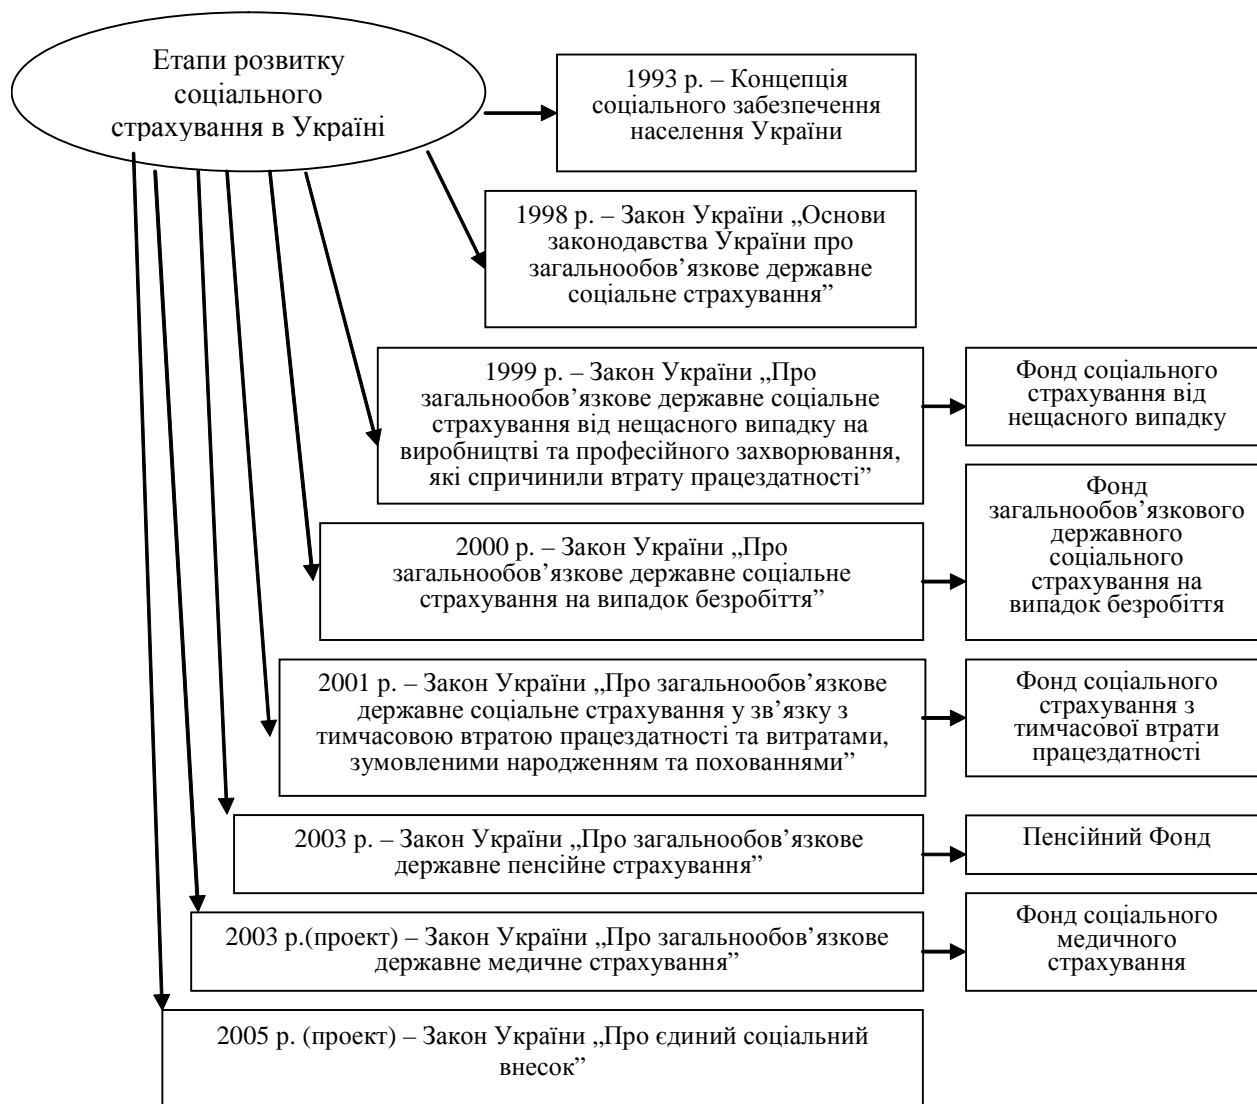 Етапи розвитку
соціального
страхування в Україні
1993 р. – Концепція
соціального забезпечення
населення України
1998 р. – Закон України „Основи
законодавства України про
загальнообов’язкове державне
соціальне страхування”
1999 р. – Закон України „Про
загальнообов’язкове державне соціальне
страхування від нещасного випадку на
виробництві та професійного захворювання,
які спричинили втрату працездатності”
Фонд соціального
страхування від
нещасного випадку
2000 р. – Закон України „Про
загальнообов’язкове державне соціальне
страхування на випадок безробіття”
Фонд
загальнообов’язкового
державного
соціального
страхування на
випадок безробіття
2001 р. – Закон України „Про загальнообов’язкове
державне соціальне страхування у зв’язку з
тимчасовою втратою працездатності та витратами,
зумовленими народженням та похованнями”
Фонд соціального
страхування з
тимчасової втрати
працездатності
2003 р. – Закон України „Про загальнообов’язкове
державне пенсійне страхування”
Пенсійний Фонд
2003 р.(проект) – Закон України „Про загальнообов’язкове
державне медичне страхування”
Фонд соціального
медичного
страхування
2005 р. (проект) – Закон України „Про єдиний соціальний
внесок”